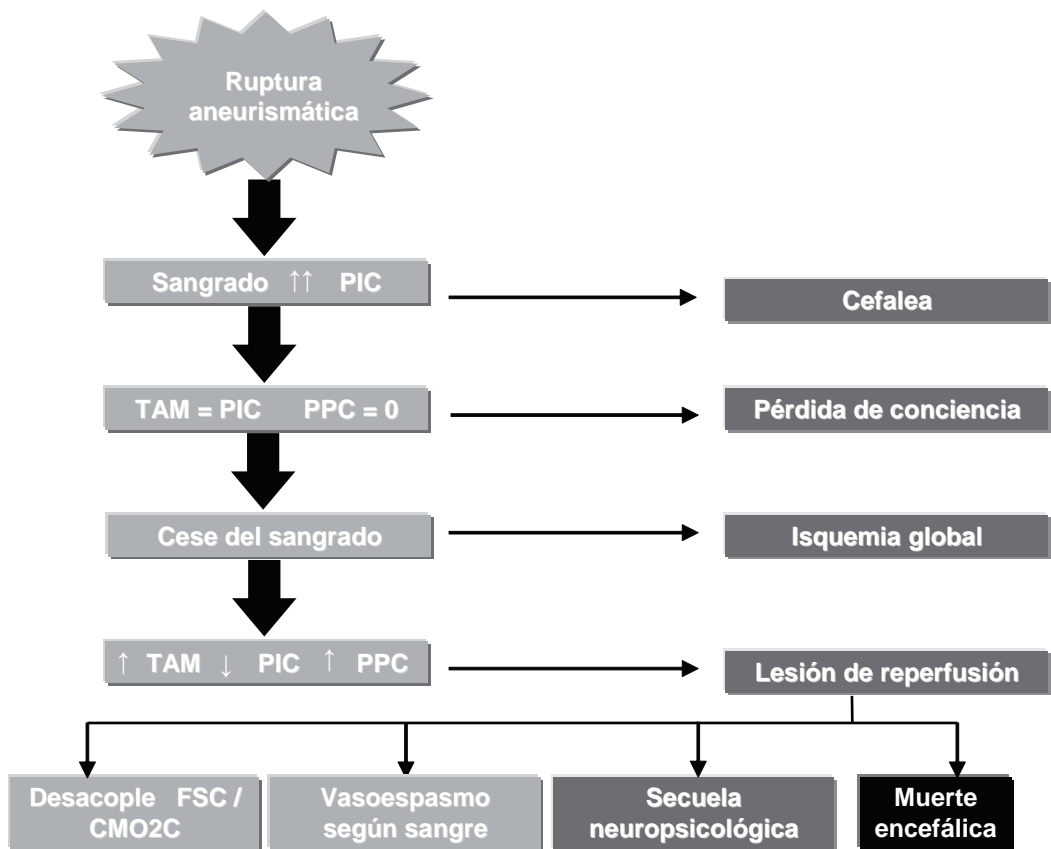 Ruptura
aneurismática
Sangrado ↑↑ PIC
Cefalea
TAM = PIC PPC = 0
Pérdida de conciencia
Cese del sangrado
Isquemia global
↑ TAM ↓ PIC ↑ PPC
Lesión de reperfusión
Desacople FSC /
CMO2C
Vasoespasmo
según sangre
Secuela
neuropsicológica
Muerte
encefálica